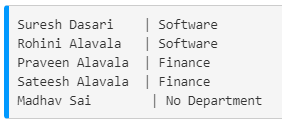 Suresh Dasari    | Software
Rohini Alavala   | Software
Praveen Alavala  | Finance
Sateesh Alavala  | Finance
Madhav Sai        | No Department